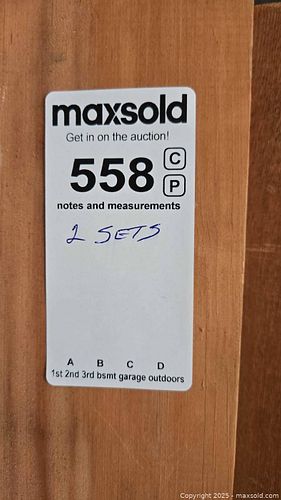 maxsold
Get in on the auction!
558 C
P
notes and measurements
2 SETS
A B C D
1st 2nd 3rd bsmt garage outdoors
Copyright 2025 - maxsold.com